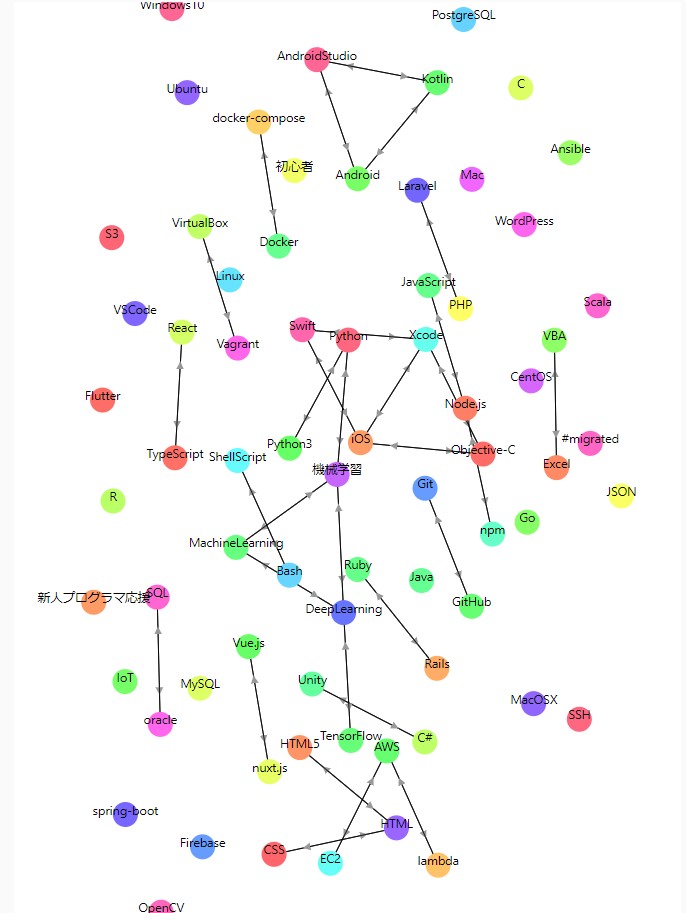 Windows10
PostgreSQL
AndroidStudio
Kotlin
C
Ubuntu
docker-compose
Ansible
初心者
Android
Laravel
Mac
WordPress
S3
VirtualBox
Docker
Linux
JavaScript
PHP
Scala
VSCode
React
Vagrant
Swift
Python
Xcode
VBA
CentOS
Flutter
Node.js
TypeScript
ShellScript
Python3
iOS
Objective-C
#migrated
Excel
機械学習
Git
JSON
R
Go
npm
MachineLearning
Bash
Ruby
Java
DeepLearning
GitHub
新人プログラマ応援
SQL
Vue.js
Rails
IoT
MySQL
Unity
MacOSX
SSH
oracle
HTML5
TensorFlow
AWS
C#
nuxt.js
spring-boot
Firebase
HTML
CSS
EC2
lambda
OpenCV